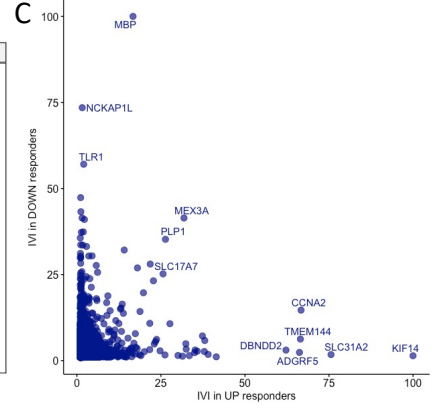 C
100
MBP
75
NCKAP1L
TLR1
50
MEX3A
PLP1
SLC17A7
25
CCNA2
TMEM144
DBNDD2
SLC31A2
KIF14
ADGRF5
0
0 25 50 75 100
IVI in UP responders
IVI in DOWN responders